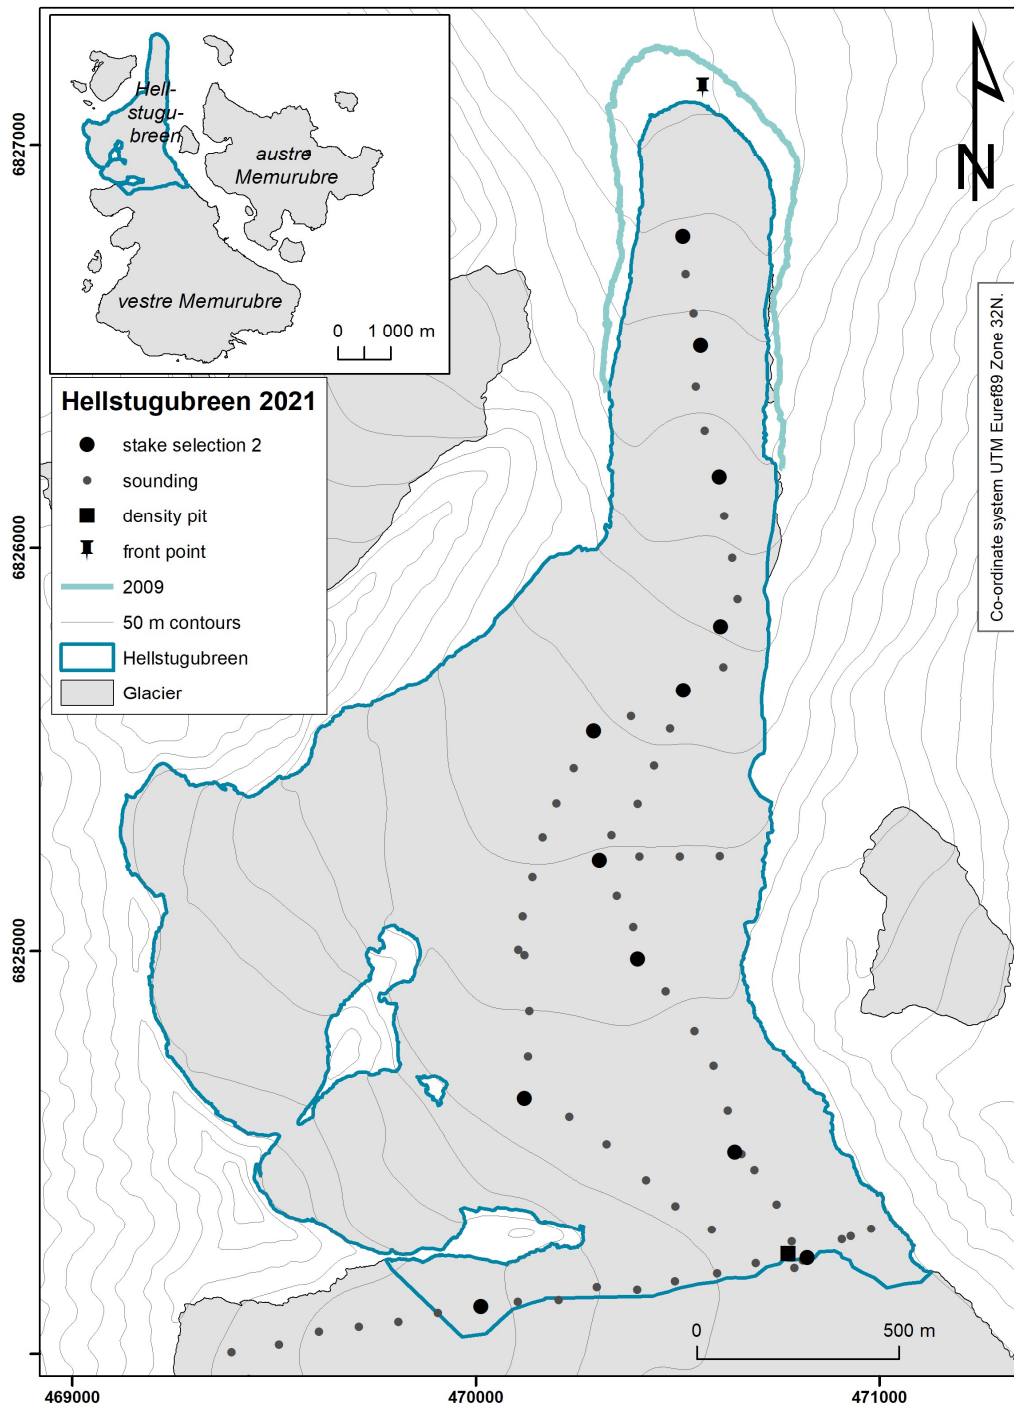 Hell-
stugu-
breen
austre
Memurubre
vestre Memurubre
0 1 000 m
N
Hellstugubreen 2021
stake selection 2
sounding
density pit
front point
2009
50 m contours
Hellstugubreen
Glacier
Co-ordinate system UTM Euref89 Zone 32N.
6827000
6826000
6825000
0 500 m
469000 470000 471000